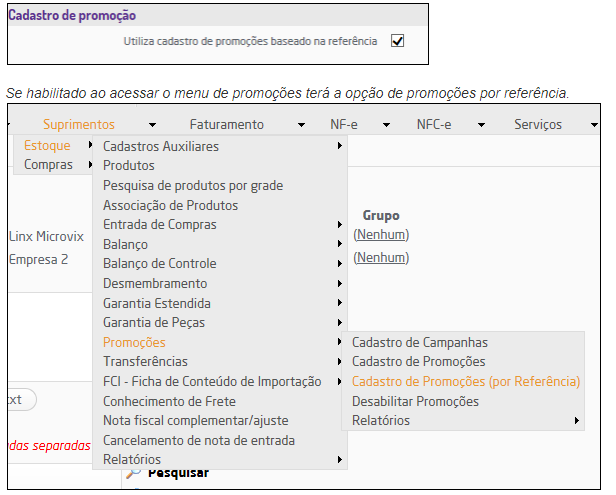 Cadastro de promoção
Utiliza cadastro de promoções baseado na referência
Se habilitado ao acessar o menu de promoções terá a opção de promoções por referência.
Suprimentos Faturamento NF-e NFC-e Serviços
Estoque
Compras
Cadastros Auxiliares
Produtos
Pesquisa de produtos por grade
Associação de Produtos
Entrada de Compras
Balanço
Balanço de Controle
Desmembramento
Garantia Estendida
Garantia de Peças
Promoções
Transferências
FCI - Ficha de Conteúdo de Importação
Conhecimento de Frete
Nota fiscal complementar/ajuste
Cancelamento de nota de entrada
Relatórios
Cadastro de Campanhas
Cadastro de Promoções
Cadastro de Promoções (por Referência)
Desabilitar Promoções
Relatórios
Grupo
Linx Microvix (Nenhum)
Empresa 2 (Nenhum)
txt
adas separadas
Pesquisar